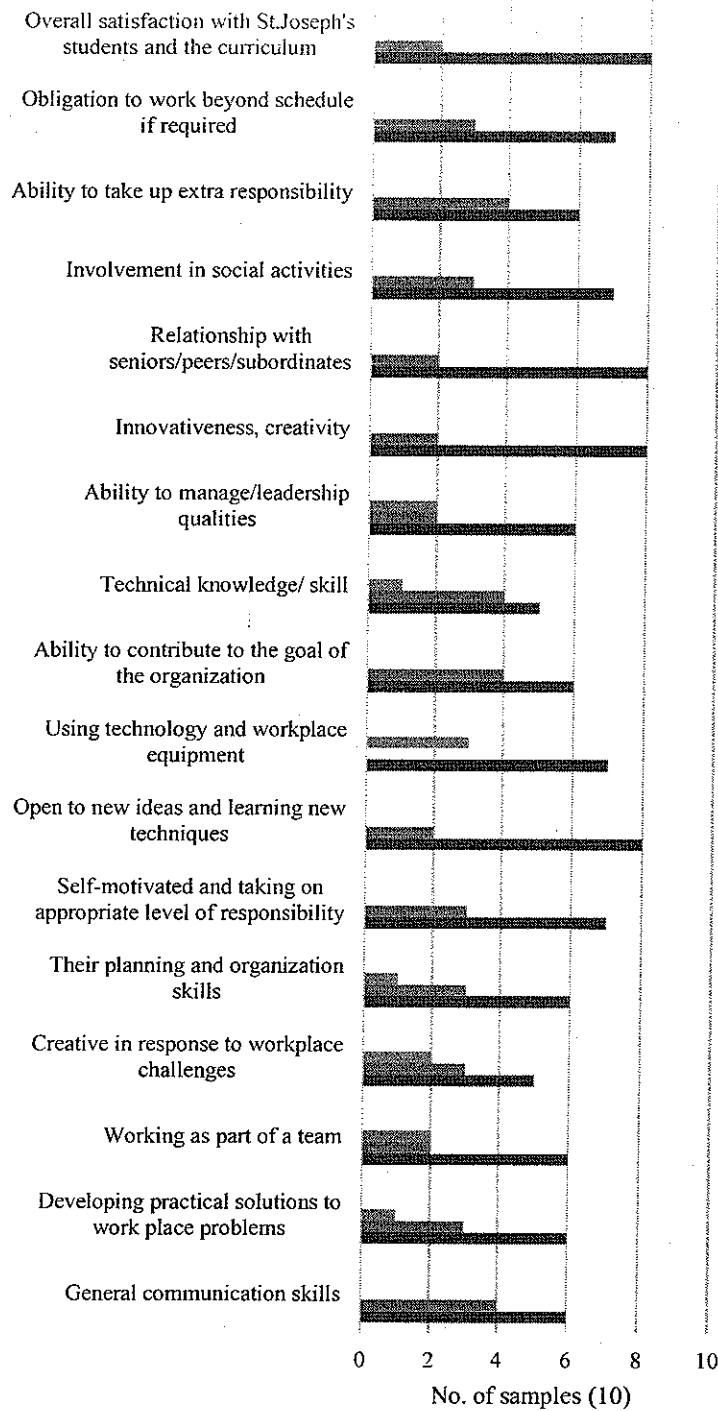 Overall satisfaction with St.Joseph's
students and the curriculum
Obligation to work beyond schedule
if required
Ability to take up extra responsibility
Involvement in social activities
Relationship with
seniors/peers/subordinates
Innovativeness, creativity
Ability to manage/leadership
qualities
Technical knowledge/ skill
Ability to contribute to the goal of
the organization
Using technology and workplace
equipment
Open to new ideas and learning new
techniques
Self-motivated and taking on
appropriate level of responsibility
Their planning and organization
skills
Creative in response to workplace
challenges
Working as part of a team
Developing practical solutions to
work place problems
General communication skills
0 2 4 6 8 10
No. of samples (10)